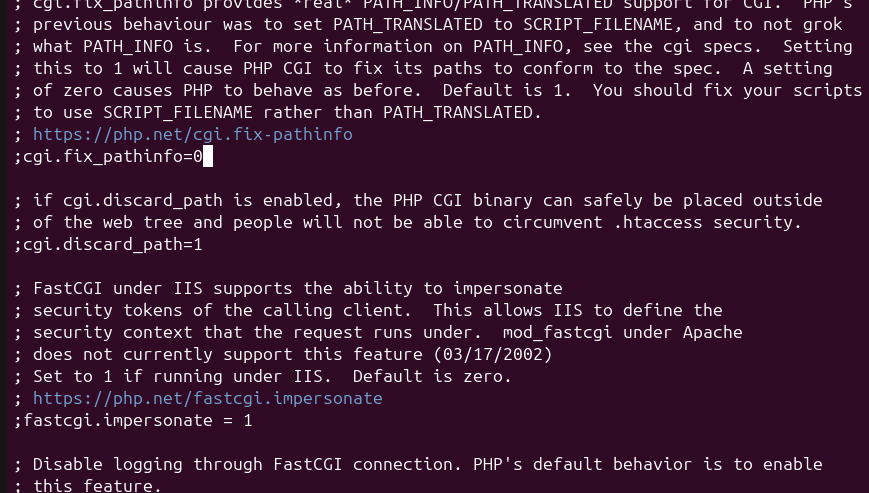 ; cgi.fix_pathinfo provides *real* PATH_INFO/PATH_TRANSLATED support for CGI.  PHP's
; previous behaviour was to set PATH_TRANSLATED to SCRIPT_FILENAME, and to not grok
; what PATH_INFO is.  For more information on PATH_INFO, see the cgi specs.  Setting
; this to 1 will cause PHP CGI to fix its paths to conform to the spec.  A setting
; of zero causes PHP to behave as before.  Default is 1.  You should fix your scripts
; to use SCRIPT_FILENAME rather than PATH_TRANSLATED.
; https://php.net/cgi.fix-pathinfo
;cgi.fix_pathinfo=0
; if cgi.discard_path is enabled, the PHP CGI binary can safely be placed outside
; of the web tree and people will not be able to circumvent .htaccess security.
;cgi.discard_path=1
; FastCGI under IIS supports the ability to impersonate
; security tokens of the calling client.  This allows IIS to define the
; security context that the request runs under.  mod_fastcgi under Apache
; does not currently support this feature (03/17/2002)
; Set to 1 if running under IIS.  Default is zero.
; https://php.net/fastcgi.impersonate
;fastcgi.impersonate = 1
; Disable logging through FastCGI connection. PHP's default behavior is to enable
; this feature.